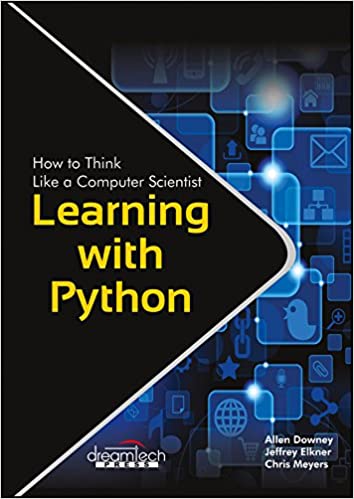 How to Think
Like a Computer Scientist
Learning
with
Python
Allen Downey
Jeffrey Elkner
Chris Meyers
dreamtech
PRESS